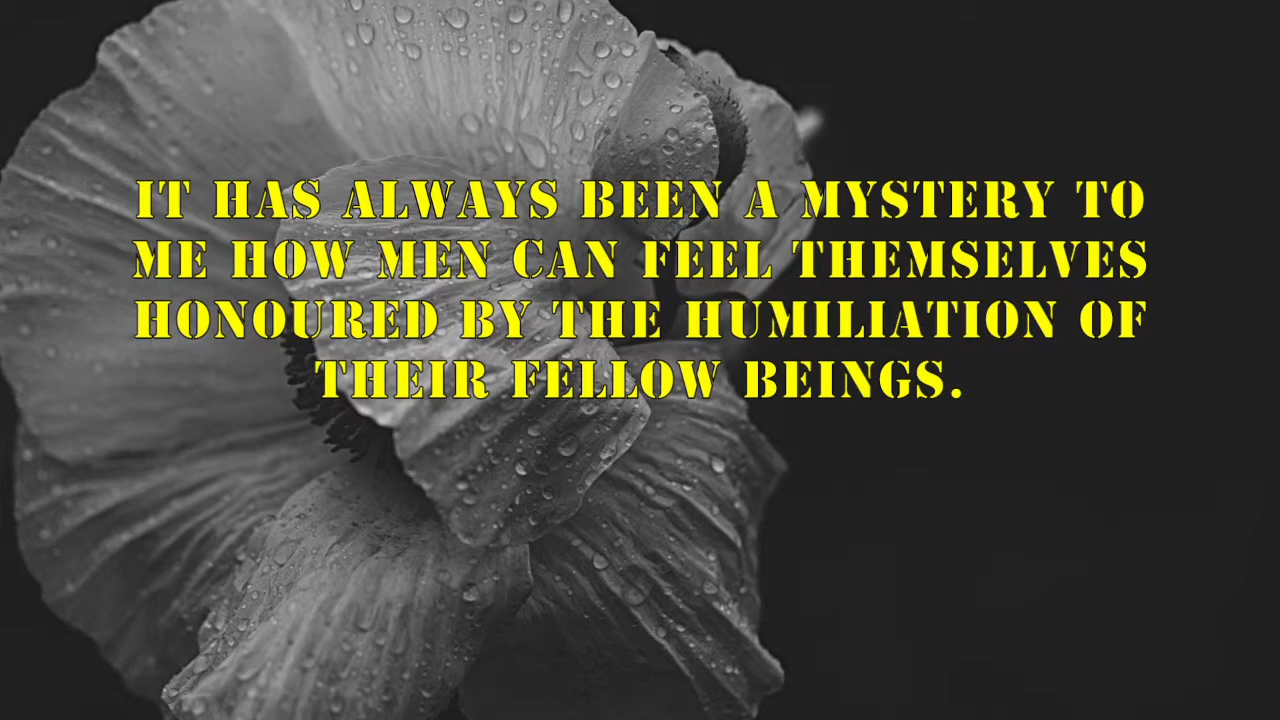 IT HAS ALWAYS BEEN A MYSTERY TO
ME HOW MEN CAN FEEL THEMSELVES
HONOURED BY THE HUMILIATION OF
THEIR FELLOW BEINGS.